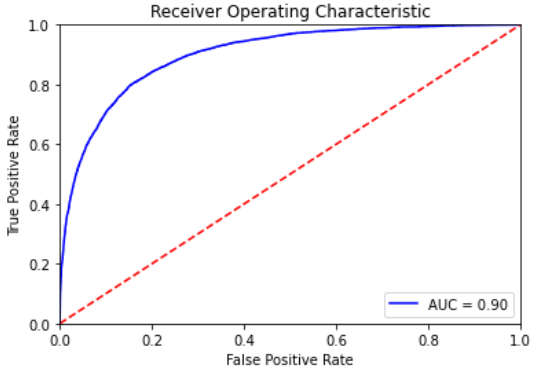 Receiver Operating Characteristic
1.0
0.8
0.6
0.4
0.2
0.0
True Positive Rate
AUC = 0.90
0.0 0.2 0.4 0.6 0.8 1.0
False Positive Rate